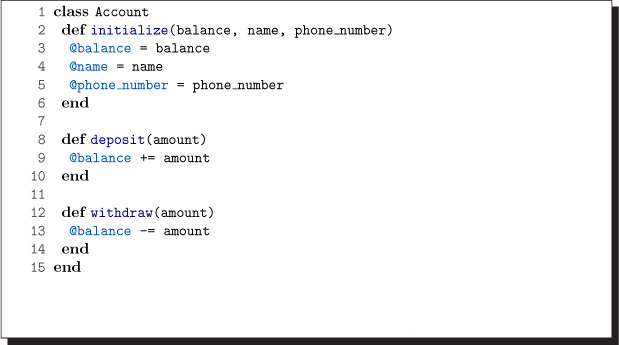 1 class Account
2 def initialize(balance, name, phone_number)
3 @balance = balance
4 @name = name
5 @phone_number = phone_number
6 end
7
8 def deposit(amount)
9 @balance += amount
10 end
11
12 def withdraw(amount)
13 @balance -= amount
14 end
15 end